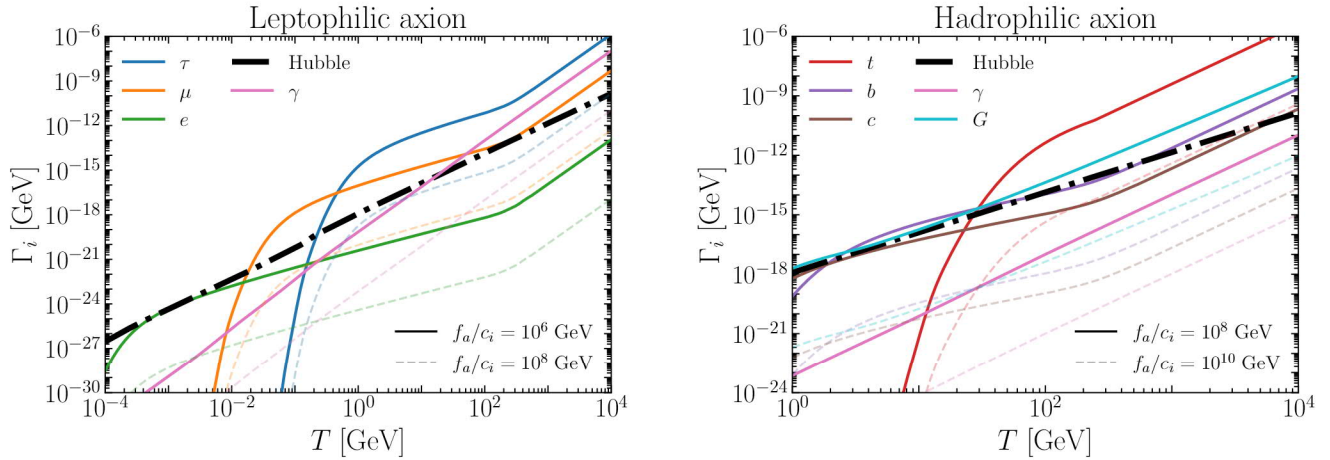 Leptophilic axion
10^{-6}
10^{-9}
10^{-12}
10^{-15}
10^{-18}
10^{-21}
10^{-24}
10^{-27}
10^{-30}
Γ_i [GeV]
τ
μ
e
Hubble
γ
f_a/c_i = 10^6 GeV
f_a/c_i = 10^8 GeV
10^{-4}
10^{-2}
10^0
10^2
10^4
T [GeV]
Hadrophilic axion
10^{-6}
10^{-9}
10^{-12}
10^{-15}
10^{-18}
10^{-21}
10^{-24}
Γ_i [GeV]
t
b
c
Hubble
γ
G
f_a/c_i = 10^8 GeV
f_a/c_i = 10^{10} GeV
10^0
10^2
10^4
T [GeV]